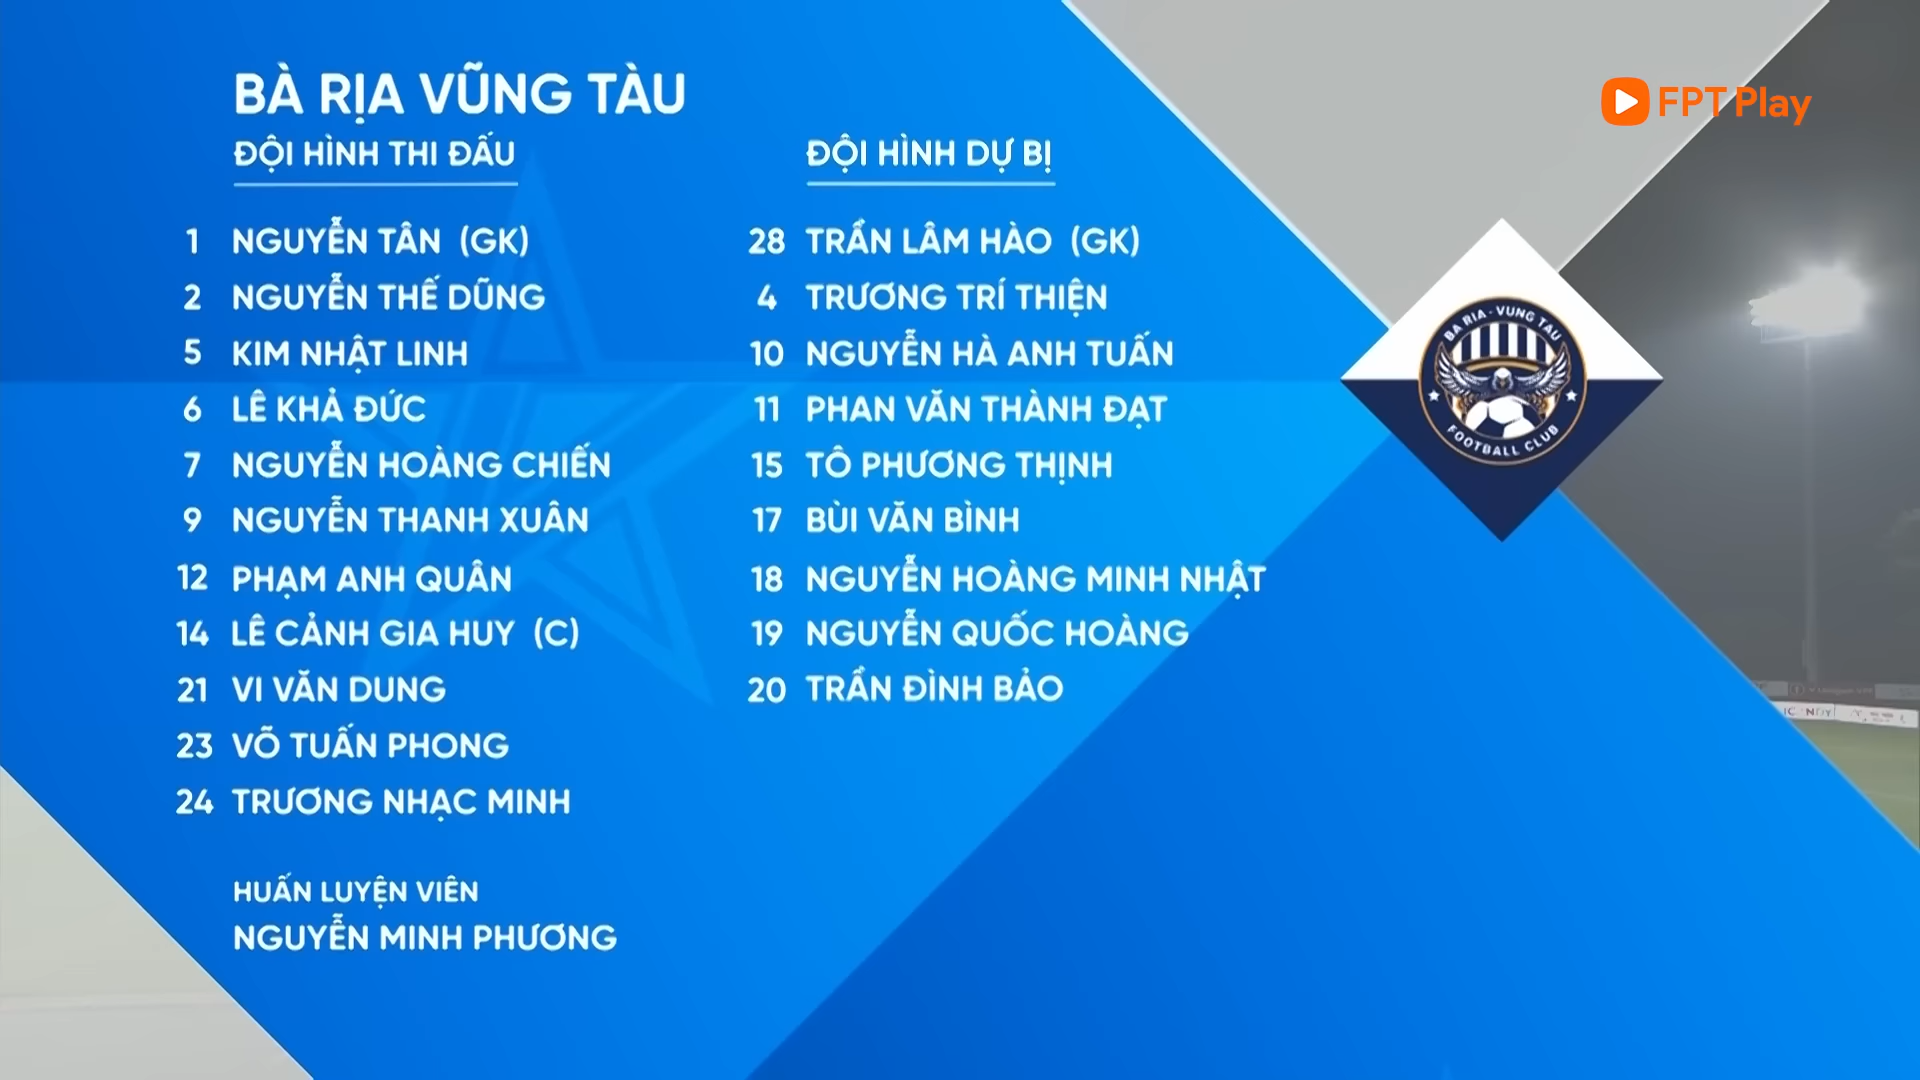 BÀ RỊA VŨNG TÀU
ĐỘI HÌNH THI ĐẤU
1 NGUYỄN TÂN (GK)
2 NGUYỄN THẾ DŨNG
5 KIM NHẬT LINH
6 LÊ KHẢ ĐỨC
7 NGUYỄN HOÀNG CHIẾN
9 NGUYỄN THANH XUÂN
12 PHẠM ANH QUÂN
14 LÊ CẢNH GIA HUY (C)
21 VI VĂN DUNG
23 VÕ TUẤN PHONG
24 TRƯƠNG NHẠC MINH
HUẤN LUYỆN VIÊN
NGUYỄN MINH PHƯƠNG
ĐỘI HÌNH DỰ BỊ
28 TRẦN LÂM HÀO (GK)
4 TRƯƠNG TRÍ THIỆN
10 NGUYỄN HÀ ANH TUẤN
11 PHAN VĂN THÀNH ĐẠT
15 TÔ PHƯƠNG THỊNH
17 BÙI VĂN BÌNH
18 NGUYỄN HOÀNG MINH NHẬT
19 NGUYỄN QUỐC HOÀNG
20 TRẦN ĐÌNH BẢO
FPT Play
BA RIA - VUNG TAU
FOOTBALL CLUB